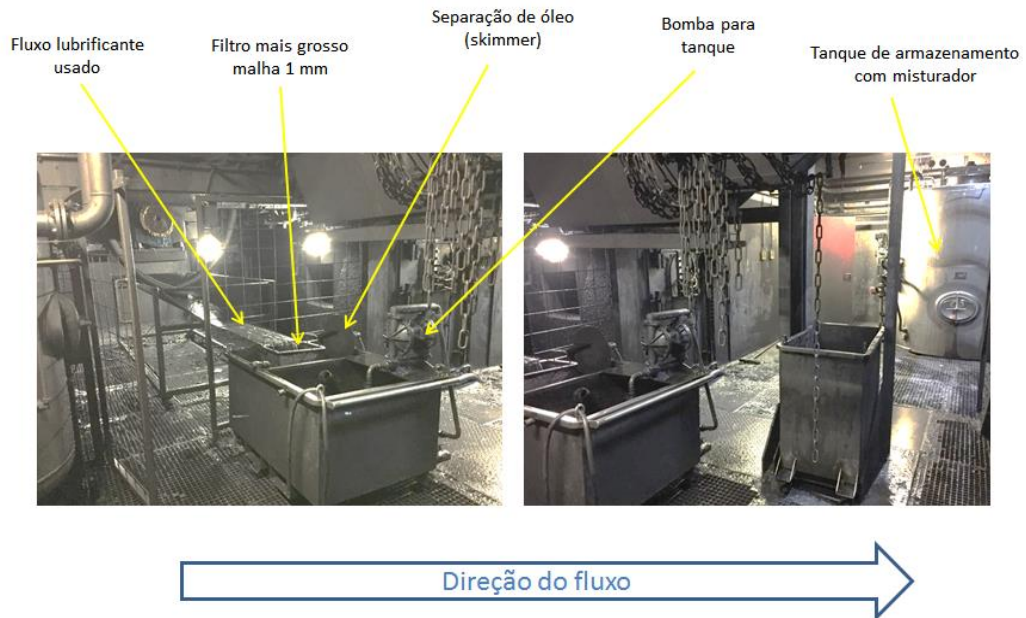 Fluxo lubrificante
usado
Filtro mais grosso
malha 1 mm
Separação de óleo
(skimmer)
Bomba para
tanque
Tanque de armazenamento
com misturador
Direção do fluxo